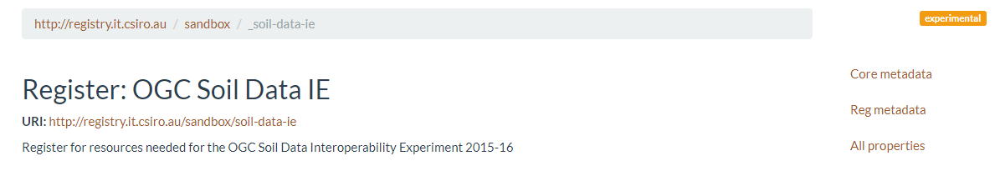 http://registry.it.csiro.au / sandbox / _soil-data-ie
experimental
Register: OGC Soil Data IE
URI: http://registry.it.csiro.au/sandbox/soil-data-ie
Register for resources needed for the OGC Soil Data Interoperability Experiment 2015-16
Core metadata
Reg metadata
All properties